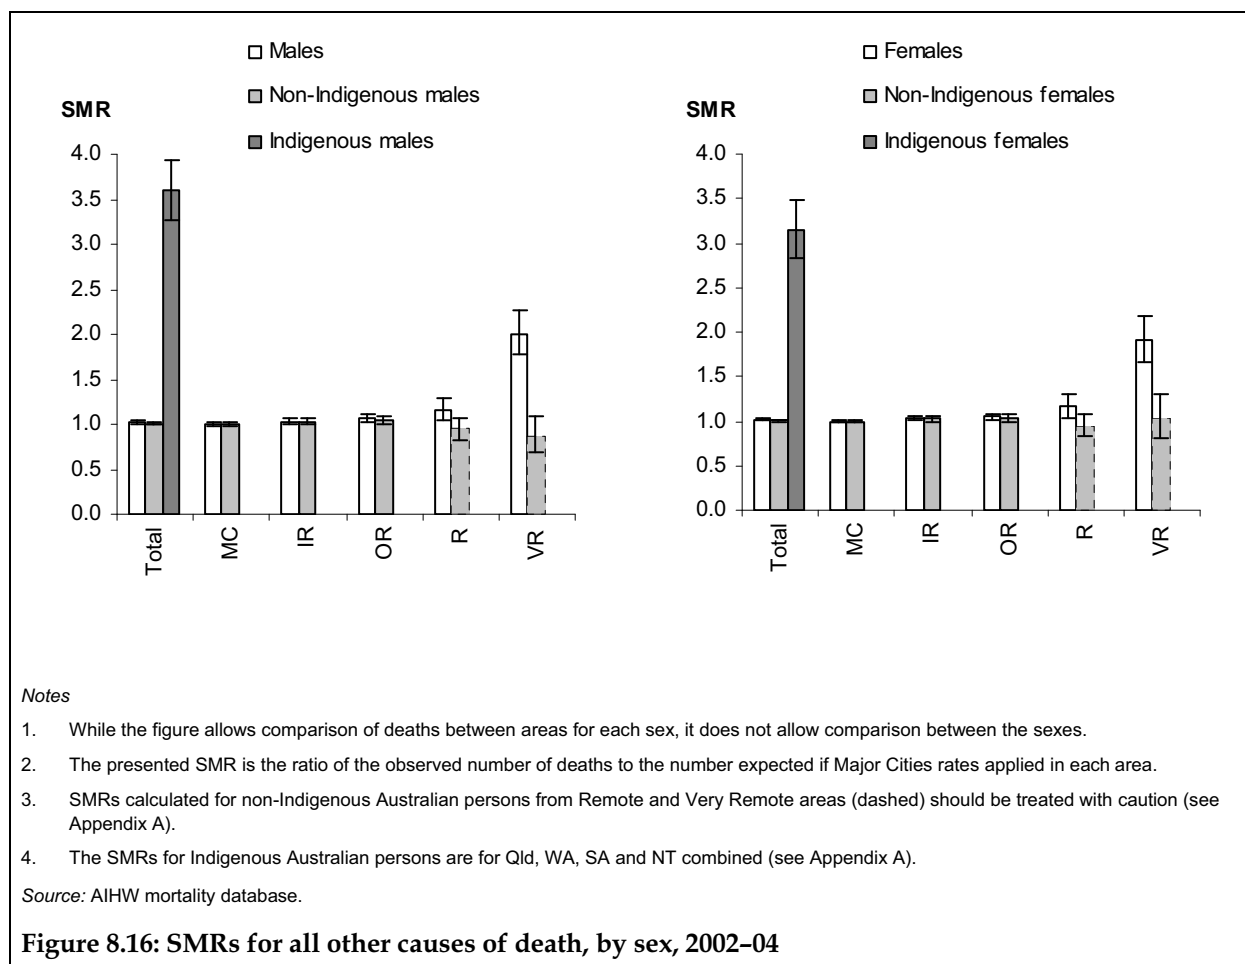 Males
Non-Indigenous males
SMR
Indigenous males
4.0
3.5
3.0
2.5
2.0
1.5
1.0
0.5
0.0
Total
MC
IR
OR
R
VR
Females
Non-Indigenous females
SMR
Indigenous females
4.0
3.5
3.0
2.5
2.0
1.5
1.0
0.5
0.0
Total
MC
IR
OR
R
VR
Notes
1. While the figure allows comparison of deaths between areas for each sex, it does not allow comparison between the sexes.
2. The presented SMR is the ratio of the observed number of deaths to the number expected if Major Cities rates applied in each area.
3. SMRs calculated for non-Indigenous Australian persons from Remote and Very Remote areas (dashed) should be treated with caution (see
Appendix A).
4. The SMRs for Indigenous Australian persons are for Qld, WA, SA and NT combined (see Appendix A).
Source: AIHW mortality database.
Figure 8.16: SMRs for all other causes of death, by sex, 2002–04